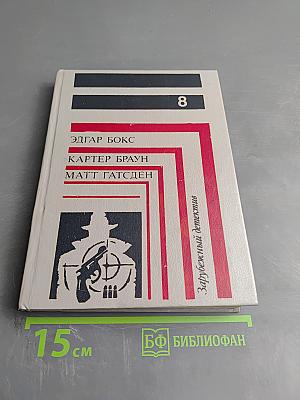 8
ЭДГАР БОКС
КАРТЕР БРАУН
МАТТ ГАТСДЕН
Зарубежный детектив
15 см
БФ БИБЛИОФАН